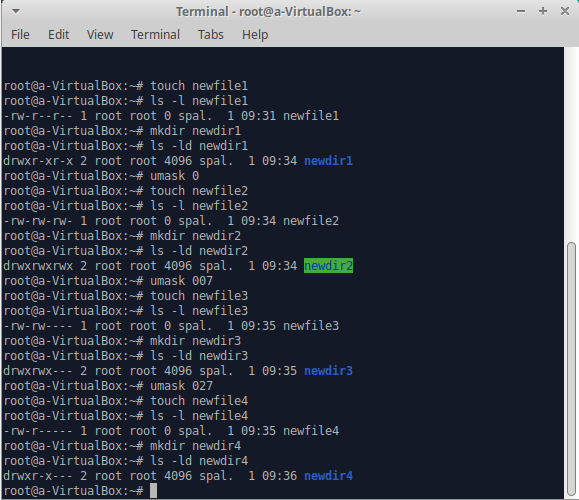 Terminal - root@a-VirtualBox: ~
File Edit View Terminal Tabs Help
root@a-VirtualBox:~# touch newfile1
root@a-VirtualBox:~# ls -l newfile1
-rw-r--r-- 1 root root 0 spal.  1 09:31 newfile1
root@a-VirtualBox:~# mkdir newdir1
root@a-VirtualBox:~# ls -ld newdir1
drwxr-xr-x 2 root root 4096 spal.  1 09:34 newdir1
root@a-VirtualBox:~# umask 0
root@a-VirtualBox:~# touch newfile2
root@a-VirtualBox:~# ls -l newfile2
-rw-rw-rw- 1 root root 0 spal.  1 09:34 newfile2
root@a-VirtualBox:~# mkdir newdir2
root@a-VirtualBox:~# ls -ld newdir2
drwxrwxrwx 2 root root 4096 spal.  1 09:34 newdir2
root@a-VirtualBox:~# umask 007
root@a-VirtualBox:~# touch newfile3
root@a-VirtualBox:~# ls -l newfile3
-rw-rw---- 1 root root 0 spal.  1 09:35 newfile3
root@a-VirtualBox:~# mkdir newdir3
root@a-VirtualBox:~# ls -ld newdir3
drwxrwx--- 2 root root 4096 spal.  1 09:35 newdir3
root@a-VirtualBox:~# umask 027
root@a-VirtualBox:~# touch newfile4
root@a-VirtualBox:~# ls -l newfile4
-rw-r----- 1 root root 0 spal.  1 09:35 newfile4
root@a-VirtualBox:~# mkdir newdir4
root@a-VirtualBox:~# ls -ld newdir4
drwxr-x--- 2 root root 4096 spal.  1 09:36 newdir4
root@a-VirtualBox:~#